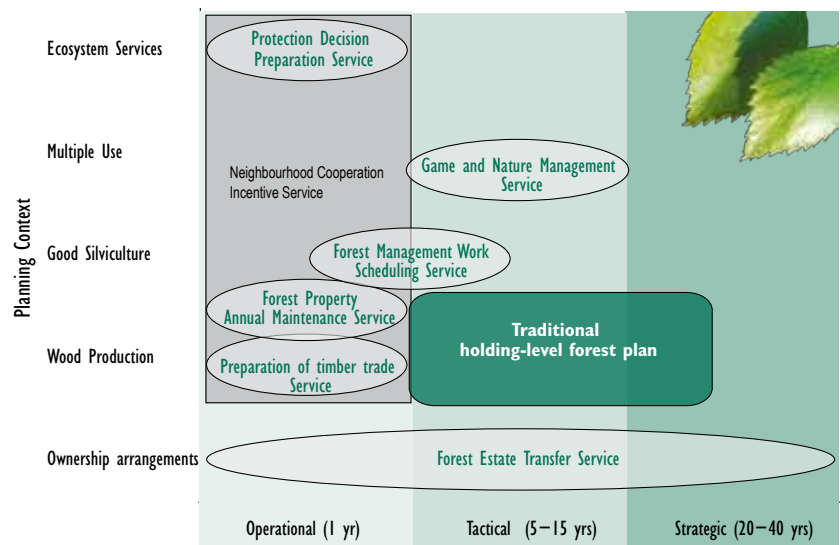 Ecosystem Services
Protection Decision
Preparation Service
Multiple Use
Neighbourhood Cooperation
Incentive Service
Game and Nature Management
Service
Planning Context
Good Silviculture
Forest Management Work
Scheduling Service
Forest Property
Annual Maintenance Service
Traditional
holding-level forest plan
Wood Production
Preparation of timber trade
Service
Ownership arrangements
Forest Estate Transfer Service
Operational (1 yr)
Tactical (5–15 yrs)
Strategic (20–40 yrs)